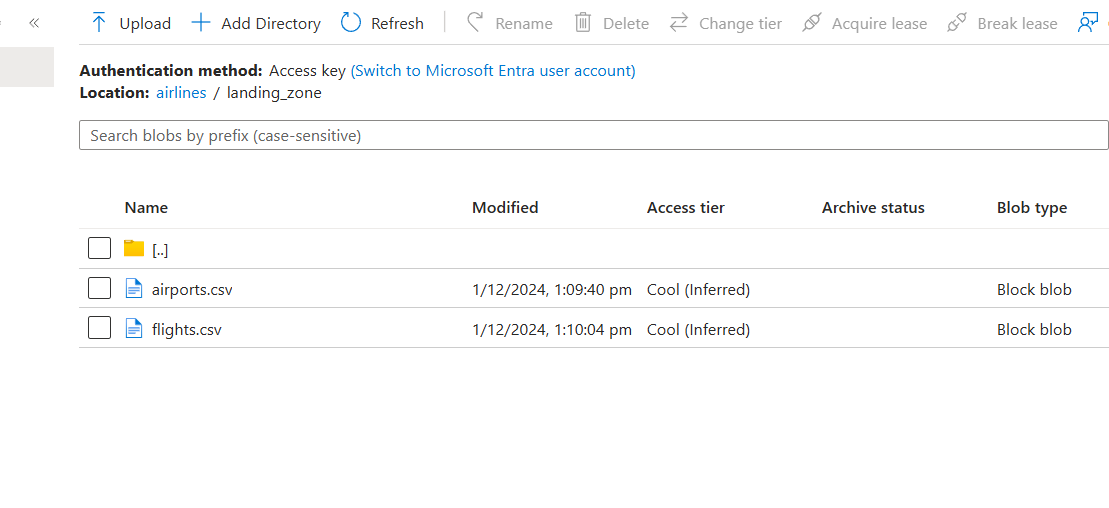 « Upload Add Directory Refresh Rename Delete Change tier Acquire lease Break lease
Authentication method: Access key (Switch to Microsoft Entra user account)
Location: airlines / landing_zone
Search blobs by prefix (case-sensitive)
Name Modified Access tier Archive status Blob type
[..]
airports.csv 1/12/2024, 1:09:40 pm Cool (Inferred) Block blob
flights.csv 1/12/2024, 1:10:04 pm Cool (Inferred) Block blob